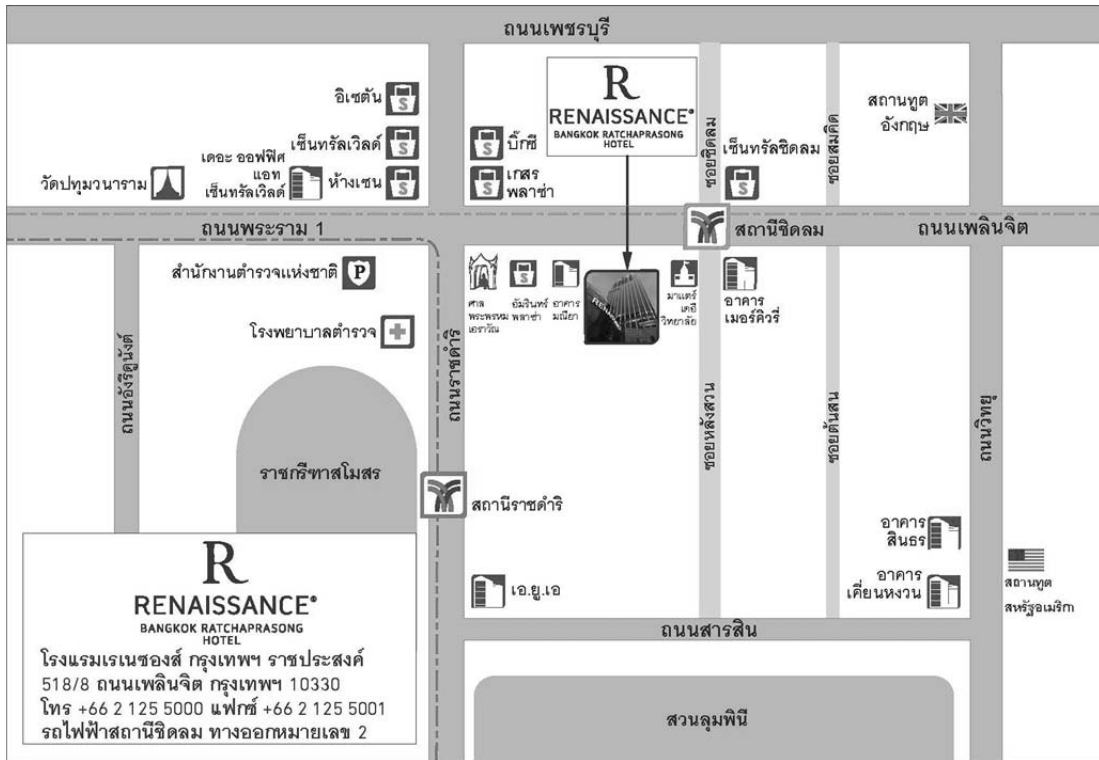 ถนนเพชรบุรี
R
RENAISSANCE®
BANGKOK RATCHAPRASONG
HOTEL
อิเซตัน
เซ็นทรัลเวิลด์
เดอะ ออฟฟิศ
แอท
เซ็นทรัลเวิลด์
ห้างเซน
วัดปทุมวนาราม
บิ๊กซี
เกสร
พลาซ่า
ซอยชิดลม
เซ็นทรัลชิดลม
ซอยสมคิด
สถานทูต
อังกฤษ
ถนนพระราม 1
สถานีชิดลม
ถนนเพลินจิต
สำนักงานตำรวจแห่งชาติ
P
โรงพยาบาลตำรวจ
ศาล
พระพรหม
เอราวัณ
อัมรินทร์
พลาซ่า
อาคาร
มณียา
มาแตร์
เดอี
วิทยาลัย
อาคาร
เมอร์คิวรี่
ถนนอังรีดูนังต์
ถนนราชดำริ
ซอยหลังสวน
ซอยต้นสน
ถนนวิทยุ
ราชกรีฑาสโมสร
สถานีราชดำริ
อาคาร
สินธร
อาคาร
เคี่ยนหงวน
สถานทูต
สหรัฐอเมริกา
เอ.ยู.เอ
ถนนสารสิน
สวนลุมพินี
R
RENAISSANCE®
BANGKOK RATCHAPRASONG
HOTEL
โรงแรมเรเนซองส์ กรุงเทพฯ ราชประสงค์
518/8 ถนนเพลินจิต กรุงเทพฯ 10330
โทร +66 2 125 5000 แฟกซ์ +66 2 125 5001
รถไฟฟ้าสถานีชิดลม ทางออกหมายเลข 2